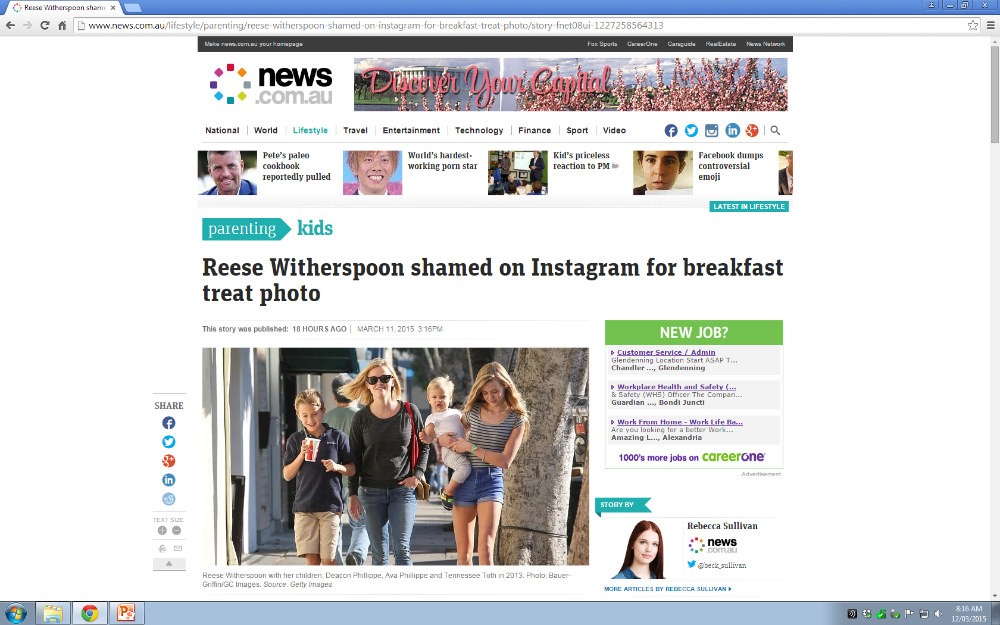 Reese Witherspoon shame
www.news.com.au/lifestyle/parenting/reese-witherspoon-shamed-on-instagram-for-breakfast-treat-photo/story-fnet08ui-1227258564313
Make news.com.au your homepage
Fox Sports CareerOne Carsguide RealEstate News Network
news
.com.au
Discover Your Capital
National World Lifestyle Travel Entertainment Technology Finance Sport Video
Pete's paleo
cookbook
reportedly pulled
World's hardest-
working porn star
Kid's priceless
reaction to PM
Facebook dumps
controversial
emoji
LATEST IN LIFESTYLE
parenting kids
Reese Witherspoon shamed on Instagram for breakfast
treat photo
This story was published: 18 HOURS AGO | MARCH 11, 2015 3:16PM
SHARE
TEXT SIZE
Reese Witherspoon with her children, Deacon Phillippe, Ava Phillippe and Tennessee Toth in 2013. Photo: Bauer-
Griffin/GC Images. Source: Getty Images
NEW JOB?
Customer Service / Admin
Glendenning Location Start ASAP T...
Chandler ..., Glendenning
Workplace Health and Safety (...
& Safety (WHS) Officer The Compan...
Guardian ..., Bondi Juncti
Work From Home - Work Life Ba...
Are you looking for a better Work...
Amazing L..., Alexandria
1000's more jobs on careerone
Advertisement
STORY BY
Rebecca Sullivan
news
.com.au
@beck_sullivan
MORE ARTICLES BY REBECCA SULLIVAN
8:16 AM
12/03/2015